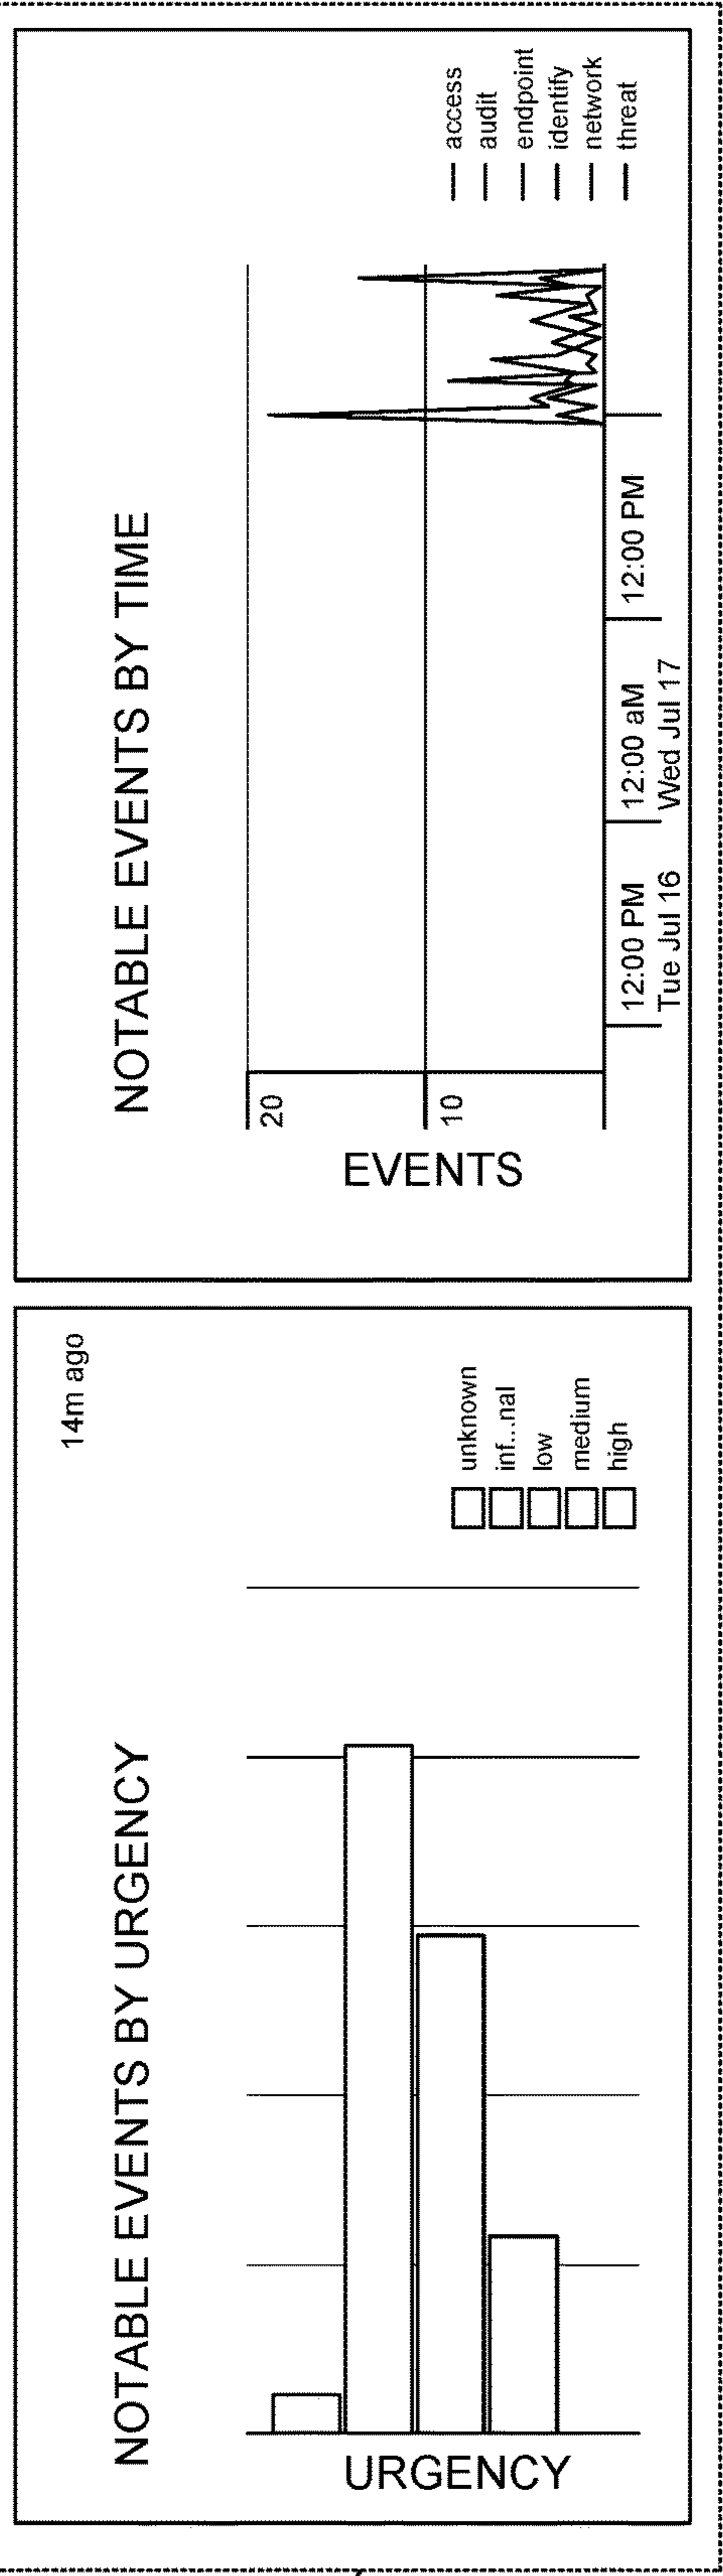 NOTABLE EVENTS BY URGENCY
14m ago
URGENCY
unknown
inf...nal
low
medium
high
NOTABLE EVENTS BY TIME
EVENTS
20
10
12:00 PM
Tue Jul 16
12:00 aM
Wed Jul 17
12:00 PM
access
audit
endpoint
identify
network
threat